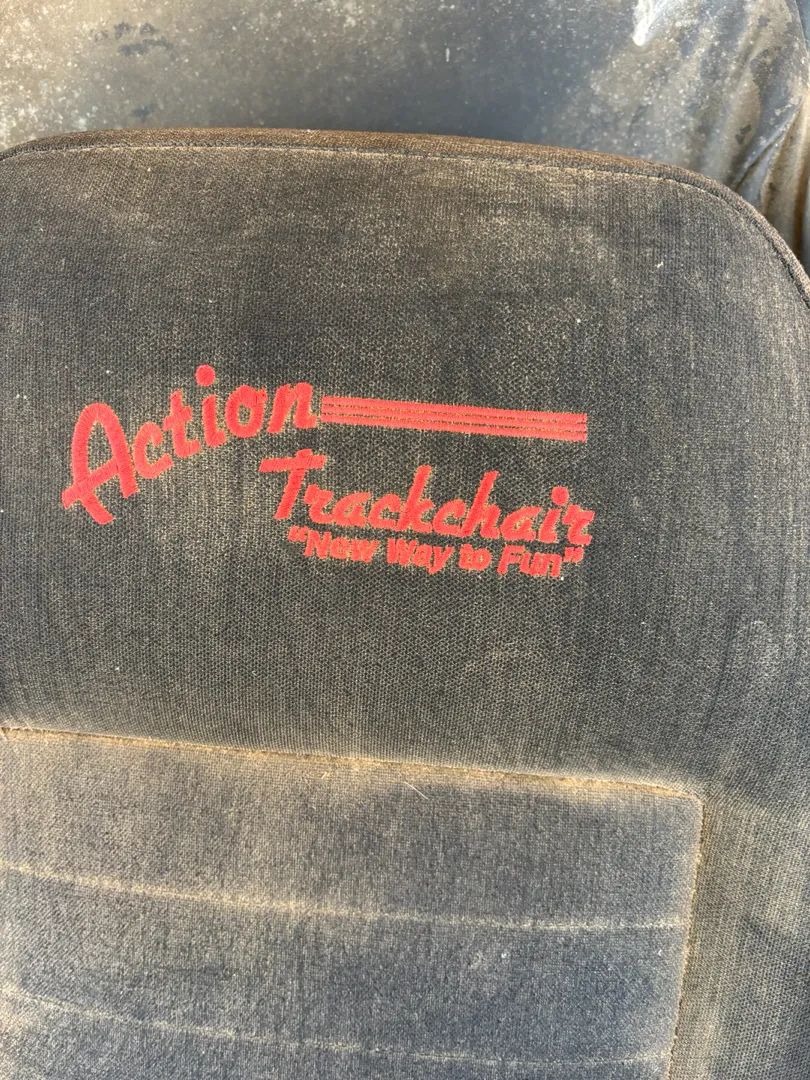 Action
Trackchair
"New Way to Fun"